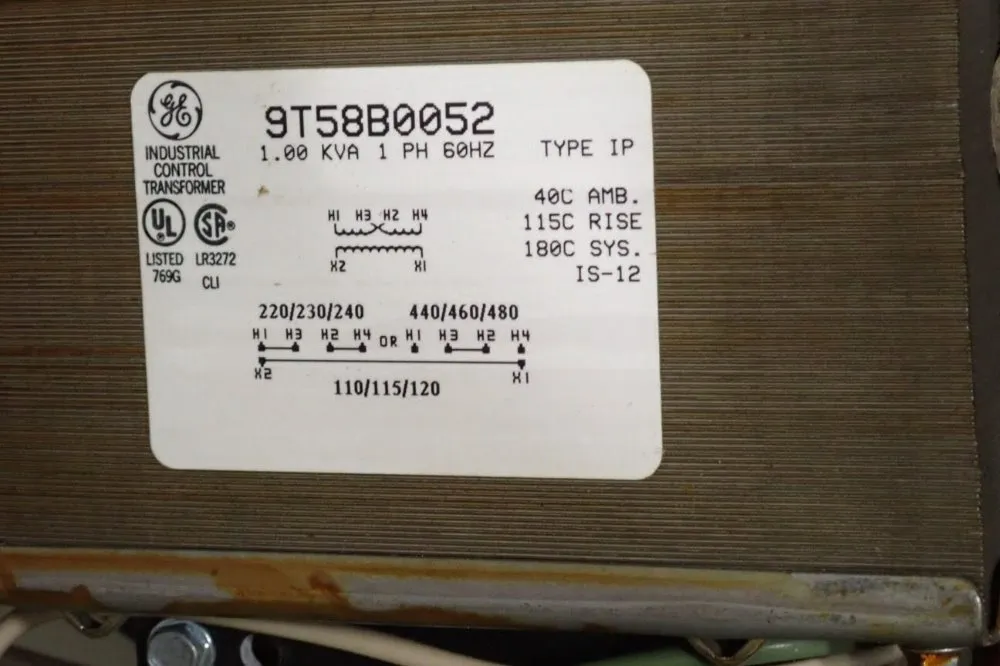 GE
9T58B0052
1.00 KVA 1 PH 60HZ TYPE IP
INDUSTRIAL
CONTROL
TRANSFORMER
UL SA®
LISTED LR3272
769G CLI
40C AMB.
115C RISE
180C SYS.
IS-12
H1 H3 H2 H4
X2 X1
220/230/240 440/460/480
H1 H3 H2 H4 OR H1 H3 H2 H4
X2 X1
110/115/120